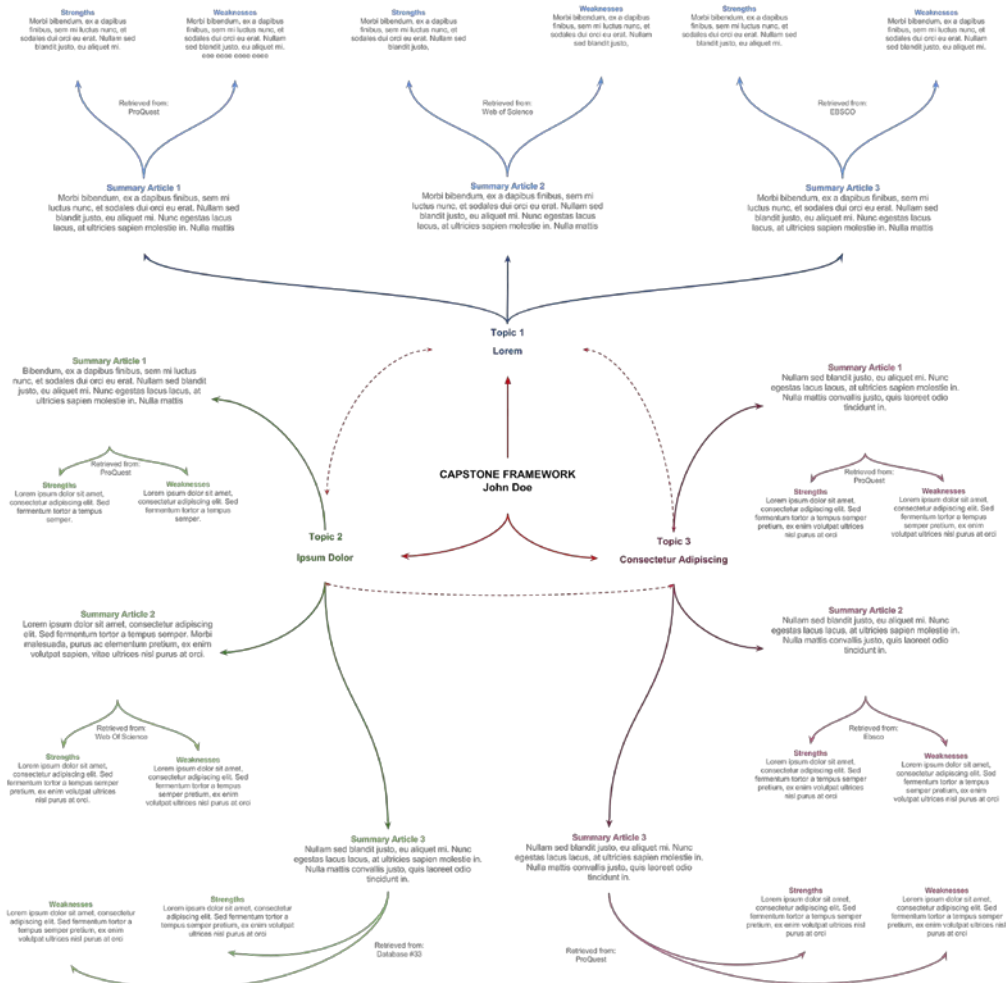 Strengths
Morbi bibendum, ex a dapibus
finibus, sem mi luctus nunc, et
sodales dui orci eu erat. Nullam sed
blandit justo, eu aliquet mi.
Weaknesses
Morbi bibendum, ex a dapibus
finibus, sem mi luctus nunc, et
sodales dui orci eu erat. Nullam
sed blandit justo, eu aliquet mi.
Retrieved from:
ProQuest
Summary Article 1
Morbi bibendum, ex a dapibus finibus, sem mi
luctus nunc, et sodales dui orci eu erat. Nullam sed
blandit justo, eu aliquet mi. Nunc egestas lacus
lacus, at ultricies sapien molestie in. Nulla mattis
Strengths
Morbi bibendum, ex a dapibus
finibus, sem mi luctus nunc, et
sodales dui orci eu erat. Nullam sed
blandit justo,
Weaknesses
Morbi bibendum, ex a dapibus
finibus, sem mi luctus nunc, et
sodales dui orci eu erat. Nullam
sed blandit justo,
Retrieved from:
Web of Science
Summary Article 2
Morbi bibendum, ex a dapibus finibus, sem mi
luctus nunc, et sodales dui orci eu erat. Nullam sed
blandit justo, eu aliquet mi. Nunc egestas lacus
lacus, at ultricies sapien molestie in. Nulla mattis
Strengths
Morbi bibendum, ex a dapibus
finibus, sem mi luctus nunc, et
sodales dui orci eu erat. Nullam
sed blandit justo, eu aliquet mi.
Weaknesses
Morbi bibendum, ex a dapibus
finibus, sem mi luctus nunc, et
sodales dui orci eu erat. Nullam sed
blandit justo, eu aliquet mi.
Retrieved from:
EBSCO
Summary Article 3
Morbi bibendum, ex a dapibus finibus, sem mi
luctus nunc, et sodales dui orci eu erat. Nullam sed
blandit justo, eu aliquet mi. Nunc egestas lacus
lacus, at ultricies sapien molestie in. Nulla mattis
Topic 1
Lorem
CAPSTONE FRAMEWORK
John Doe
Summary Article 1
Bibendum, ex a dapibus finibus, sem mi luctus
nunc, et sodales dui orci eu erat. Nullam sed blandit
justo, eu aliquet mi. Nunc egestas lacus lacus, at
ultricies sapien molestie in. Nulla mattis
Retrieved from:
ProQuest
Strengths
Lorem ipsum dolor sit amet,
consectetur adipiscing elit. Sed
fermentum tortor a tempus
semper.
Weaknesses
Lorem ipsum dolor sit amet,
consectetur adipiscing elit. Sed
fermentum tortor a tempus
semper.
Topic 2
Ipsum Dolor
Summary Article 2
Lorem ipsum dolor sit amet, consectetur adipiscing
elit. Sed fermentum tortor a tempus semper. Morbi
malesuada, purus ac elementum pretium, ex enim
volutpat sapien, vitae ultrices nisl purus at orci.
Retrieved from:
Web Of Science
Strengths
Lorem ipsum dolor sit amet,
consectetur adipiscing elit. Sed
fermentum tortor a tempus semper
pretium, ex enim volutpat ultrices
nisl purus at orci
Weaknesses
Lorem ipsum dolor sit amet,
consectetur adipiscing elit. Sed
fermentum tortor a tempus
semper pretium, ex enim
volutpat ultrices nisl purus at orci
Summary Article 3
Nullam sed blandit justo, eu aliquet mi. Nunc
egestas lacus lacus, at ultricies sapien molestie in.
Nulla mattis convallis justo, quis laoreet odio
tincidunt in.
Weaknesses
Lorem ipsum dolor sit amet, consectetur
adipiscing elit. Sed fermentum tortor a
tempus semper pretium, ex enim
volutpat ultrices nisl purus at orci
Strengths
Lorem ipsum dolor sit amet, consectetur
adipiscing elit. Sed fermentum tortor a
tempus semper pretium, ex enim volutpat
ultrices nisl purus at orci
Retrieved from:
Database #33
Summary Article 1
Nullam sed blandit justo, eu aliquet mi. Nunc
egestas lacus lacus, at ultricies sapien molestie in.
Nulla mattis convallis justo, quis laoreet odio
tincidunt in.
Retrieved from:
ProQuest
Strengths
Lorem ipsum dolor sit amet,
consectetur adipiscing elit. Sed
fermentum tortor a tempus semper
pretium, ex enim volutpat ultrices
nisl purus at orci
Weaknesses
Lorem ipsum dolor sit amet,
consectetur adipiscing elit. Sed
fermentum tortor a tempus semper
pretium, ex enim volutpat ultrices
nisl purus at orci
Topic 3
Consectetur Adipiscing
Summary Article 2
Nullam sed blandit justo, eu aliquet mi. Nunc
egestas lacus lacus, at ultricies sapien molestie in.
Nulla mattis convallis justo, quis laoreet odio
tincidunt in.
Retrieved from:
Ebsco
Strengths
Lorem ipsum dolor sit amet,
consectetur adipiscing elit. Sed
fermentum tortor a tempus semper
pretium, ex enim volutpat ultrices
nisl purus at orci
Weaknesses
Lorem ipsum dolor sit amet,
consectetur adipiscing elit. Sed
fermentum tortor a tempus semper
pretium, ex enim volutpat ultrices
nisl purus at orci
Summary Article 3
Nullam sed blandit justo, eu aliquet mi. Nunc
egestas lacus lacus, at ultricies sapien molestie in.
Nulla mattis convallis justo, quis laoreet odio
tincidunt in.
Retrieved from:
ProQuest
Strengths
Lorem ipsum dolor sit amet, consectetur
adipiscing elit. Sed fermentum tortor a
tempus semper pretium, ex enim volutpat
ultrices nisl purus at orci
Weaknesses
Lorem ipsum dolor sit amet,
consectetur adipiscing elit. Sed
fermentum tortor a tempus semper
pretium, ex enim volutpat ultrices nisl
purus at orci